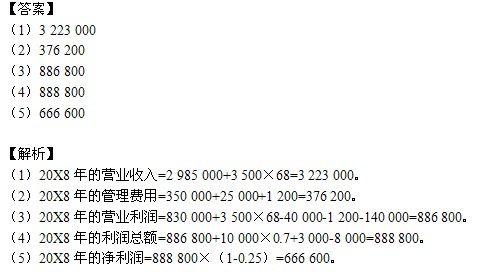 【答案】
（1）3 223 000
（2）376 200
（3）886 800
（4）888 800
（5）666 600
【解析】
（1）20X8 年的营业收入=2 985 000+3 500×68=3 223 000。
（2）20X8 年的管理费用=350 000+25 000+1 200=376 200。
（3）20X8 年的营业利润=830 000+3 500×68-40 000-1 200-140 000=886 800。
（4）20X8 年的利润总额=886 800+10 000×0.7+3 000-8 000=888 800。
（5）20X8 年的净利润=888 800×（1-0.25）=666 600。